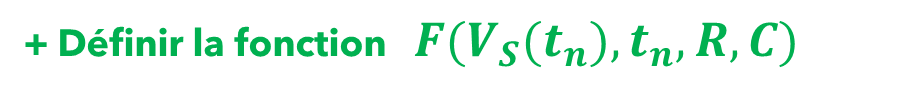 + Définir la fonction F(V_S(t_n), t_n, R, C)